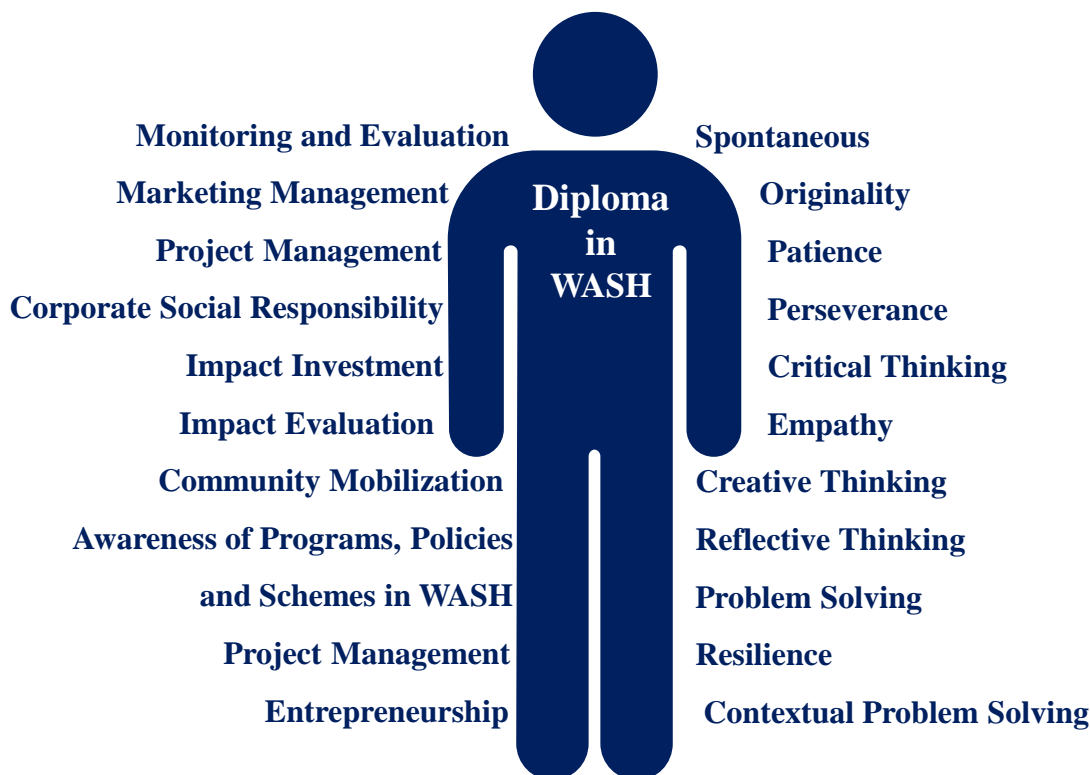 Monitoring and Evaluation
Marketing Management
Project Management
Corporate Social Responsibility
Impact Investment
Impact Evaluation
Community Mobilization
Awareness of Programs, Policies
and Schemes in WASH
Project Management
Entrepreneurship
Diploma
in
WASH
Spontaneous
Originality
Patience
Perseverance
Critical Thinking
Empathy
Creative Thinking
Reflective Thinking
Problem Solving
Resilience
Contextual Problem Solving